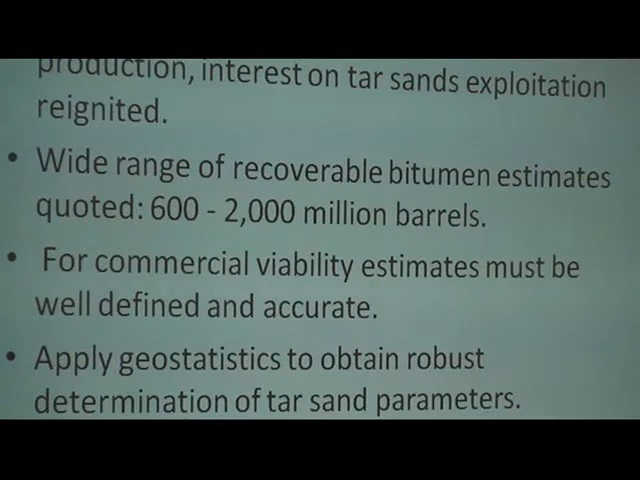 production, interest on tar sands exploitation
reignited.
• Wide range of recoverable bitumen estimates
quoted: 600 - 2,000 million barrels.
• For commercial viability estimates must be
well defined and accurate.
• Apply geostatistics to obtain robust
determination of tar sand parameters.